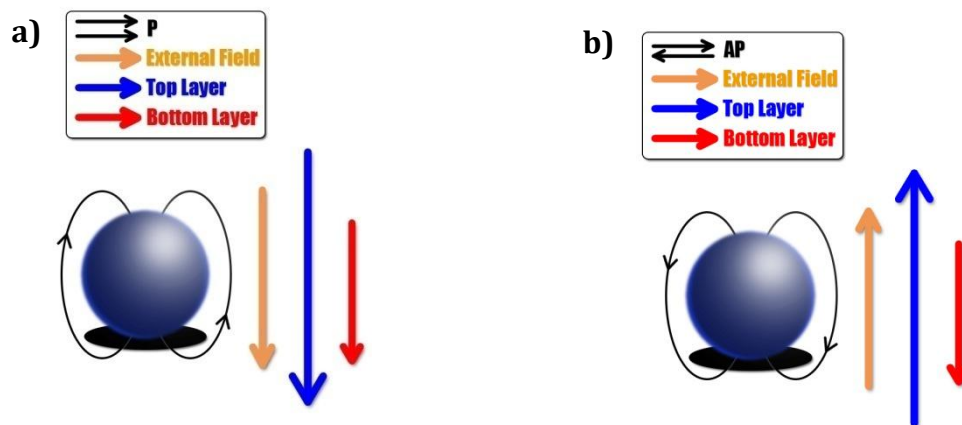 a)
P
External Field
Top Layer
Bottom Layer
b)
AP
External Field
Top Layer
Bottom Layer